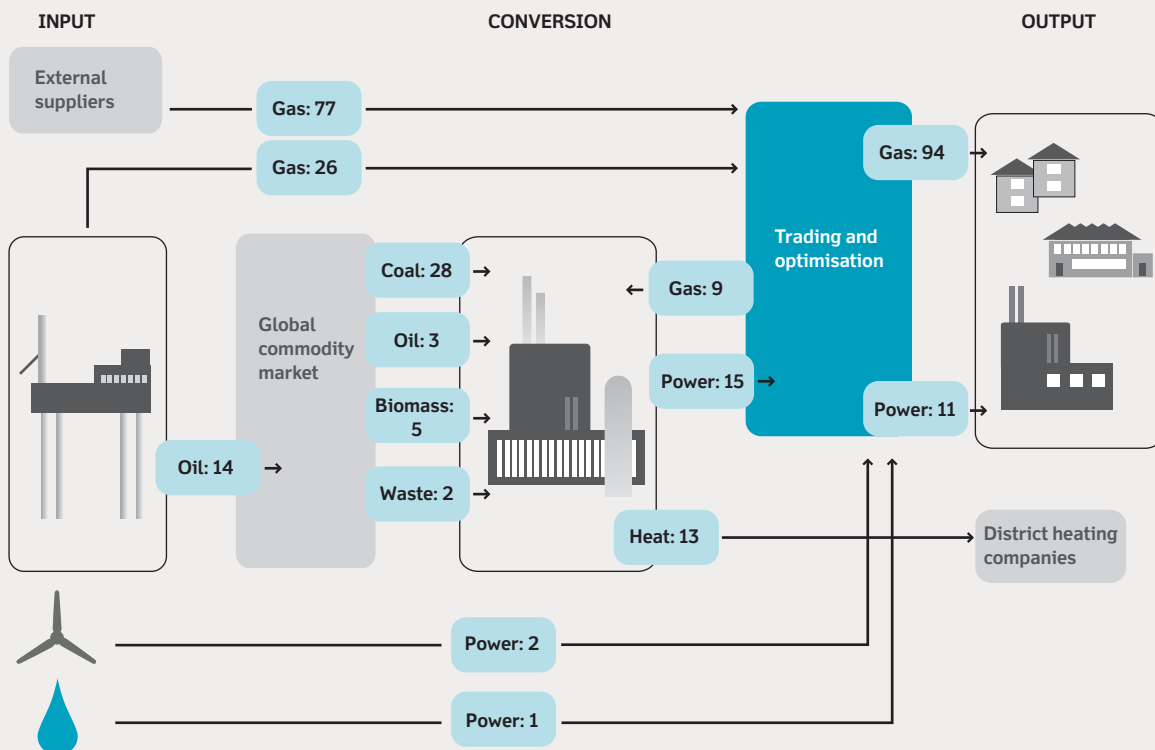 INPUT
CONVERSION
OUTPUT
External
suppliers
Gas: 77
Gas: 26
Gas: 94
Trading and
optimisation
Coal: 28
Gas: 9
Global
commodity
market
Oil: 3
Power: 15
Biomass:
5
Power: 11
Oil: 14
Waste: 2
Heat: 13
District heating
companies
Power: 2
Power: 1